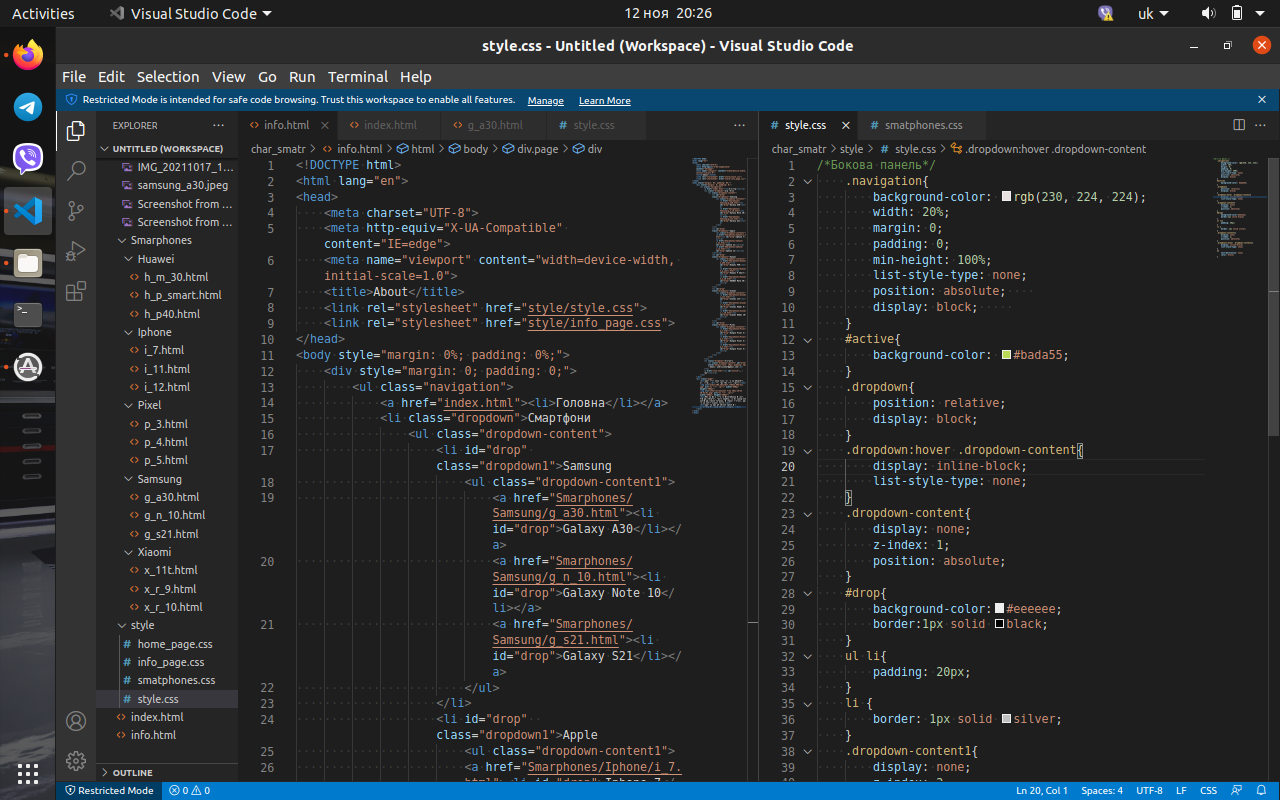 Activities
Visual Studio Code
12 ноя 20:26
uk
style.css - Untitled (Workspace) - Visual Studio Code
File Edit Selection View Go Run Terminal Help
Restricted Mode is intended for safe code browsing. Trust this workspace to enable all features. Manage Learn More
EXPLORER
UNTITLED (WORKSPACE)
IMG_20211017_1...
samsung_a30.jpeg
Screenshot from ...
Screenshot from ...
Smarphones
Huawei
h_m_30.html
h_p_smart.html
h_p40.html
Iphone
i_7.html
i_11.html
i_12.html
Pixel
p_3.html
p_4.html
p_5.html
Samsung
g_a30.html
g_n_10.html
g_s21.html
Xiaomi
x_11t.html
x_r_9.html
x_r_10.html
style
home_page.css
info_page.css
smatphones.css
style.css
index.html
info.html
OUTLINE
info.html index.html g_a30.html style.css
char_smatr > info.html > html > body > div.page > div
1 <!DOCTYPE html>
2 <html lang="en">
3 <head>
4 <meta charset="UTF-8">
5 <meta http-equiv="X-UA-Compatible"
content="IE=edge">
6 <meta name="viewport" content="width=device-width,
initial-scale=1.0">
7 <title>About</title>
8 <link rel="stylesheet" href="style/style.css">
9 <link rel="stylesheet" href="style/info_page.css">
10 </head>
11 <body style="margin: 0%; padding: 0%;">
12 <div style="margin: 0; padding: 0;">
13 <ul class="navigation">
14 <a href="index.html"><li>Головна</li></a>
15 <li class="dropdown">Смартфони
16 <ul class="dropdown-content">
17 <li id="drop"
class="dropdown1">Samsung
18 <ul class="dropdown-content1">
19 <a href="Smarphones/
Samsung/g_a30.html"><li
id="drop">Galaxy A30</li></
a>
20 <a href="Smarphones/
Samsung/g_n_10.html"><li
id="drop">Galaxy Note 10</
li></a>
21 <a href="Smarphones/
Samsung/g_s21.html"><li
id="drop">Galaxy S21</li></
a>
22 </ul>
23 </li>
24 <li id="drop"
class="dropdown1">Apple
25 <ul class="dropdown-content1">
26 <a href="Smarphones/Iphone/i_7.
html"><li id="drop">Iphone 7</
style.css smatphones.css
char_smatr > style > style.css > .dropdown:hover .dropdown-content
1 /*Бокова панель*/
2 .navigation{
3 background-color: rgb(230, 224, 224);
4 width: 20%;
5 margin: 0;
6 padding: 0;
7 min-height: 100%;
8 list-style-type: none;
9 position: absolute;
10 display: block;
11 }
12 #active{
13 background-color: #bada55;
14 }
15 .dropdown{
16 position: relative;
17 display: block;
18 }
19 .dropdown:hover .dropdown-content{
20 display: inline-block;
21 list-style-type: none;
22 }
23 .dropdown-content{
24 display: none;
25 z-index: 1;
26 position: absolute;
27 }
28 #drop{
29 background-color: #eeeeee;
30 border:1px solid black;
31 }
32 ul li{
33 padding: 20px;
34 }
35 li {
36 border: 1px solid silver;
37 }
38 .dropdown-content1{
39 display: none;
Restricted Mode 0 0
Ln 20, Col 1 Spaces: 4 UTF-8 LF CSS